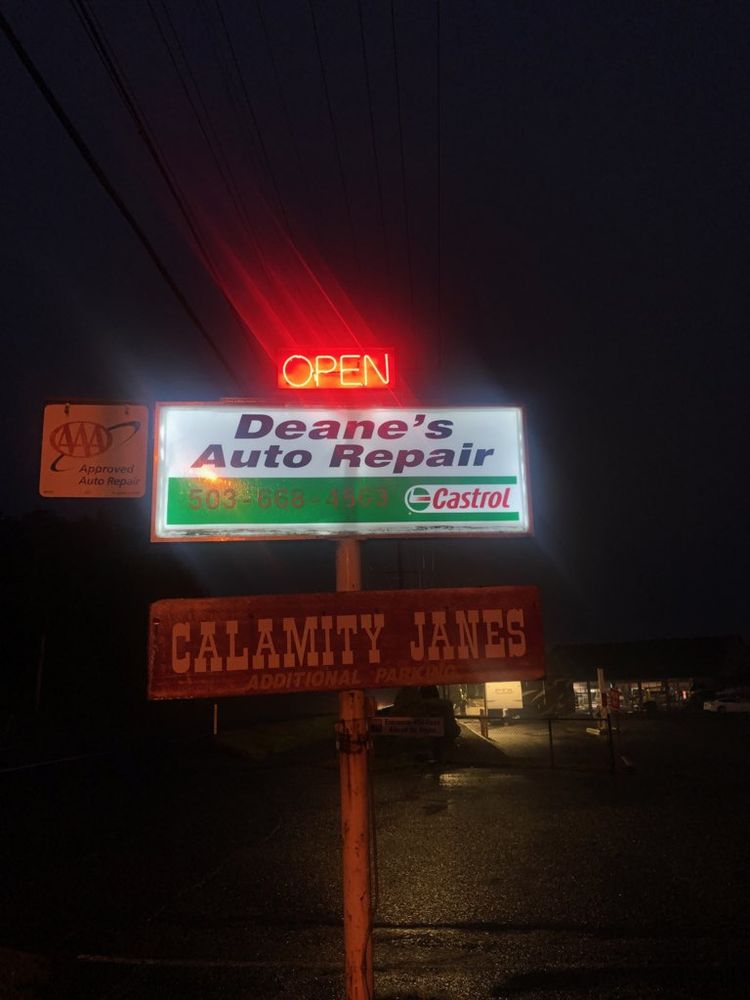 OPEN
AAA
Approved
Auto Repair
Deane's
Auto Repair
503-668-4563
Castrol
CALAMITY JANES
ADDITIONAL PARKING